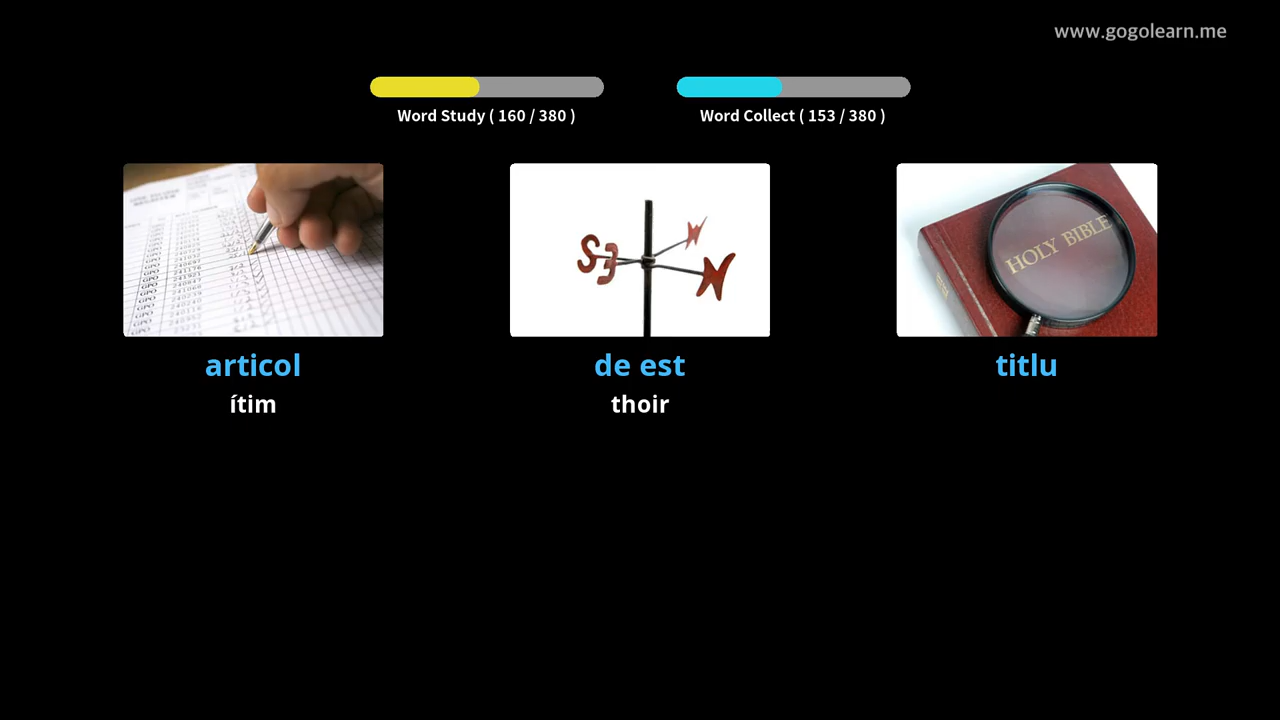 www.gogolearn.me
Word Study ( 160 / 380 )
Word Collect ( 153 / 380 )
GPO
S
E
N
W
HOLY BIBLE
articol
de est
titlu
ítim
thoir